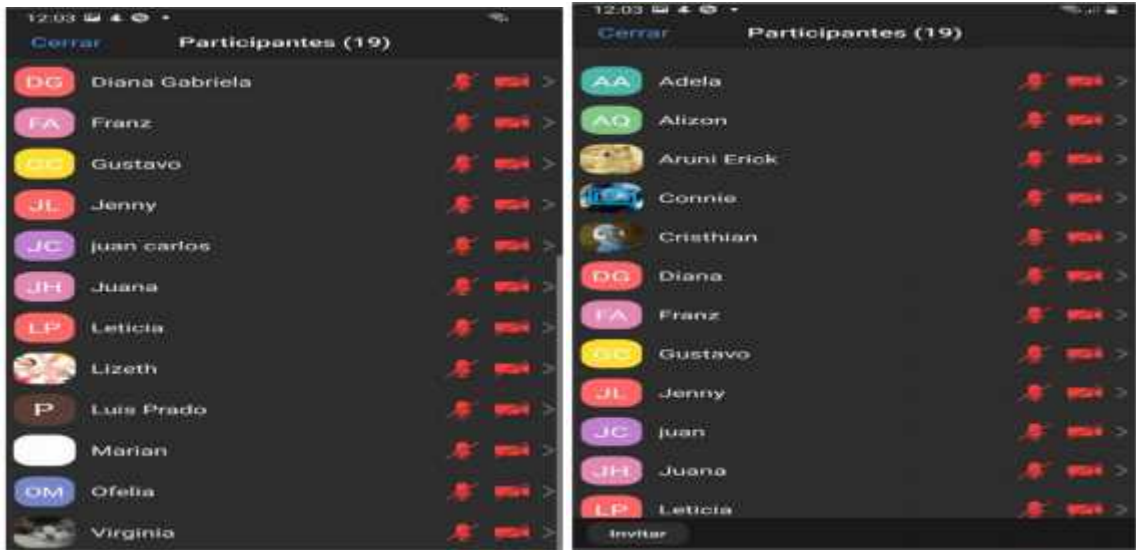 12:03
Cerrar Participantes (19)
DG Diana Gabriela
FA Franz
GC Gustavo
JL Jenny
JC juan carlos
JH Juana
LP Leticia
Lizeth
P Luis Prado
Marian
OM Ofelia
Virginia
12:03
Cerrar Participantes (19)
AA Adela
AQ Alizon
Aruni Erick
Connie
Cristhian
DG Diana
FA Franz
GC Gustavo
JL Jenny
JC juan
JH Juana
LP Leticia
Invitar